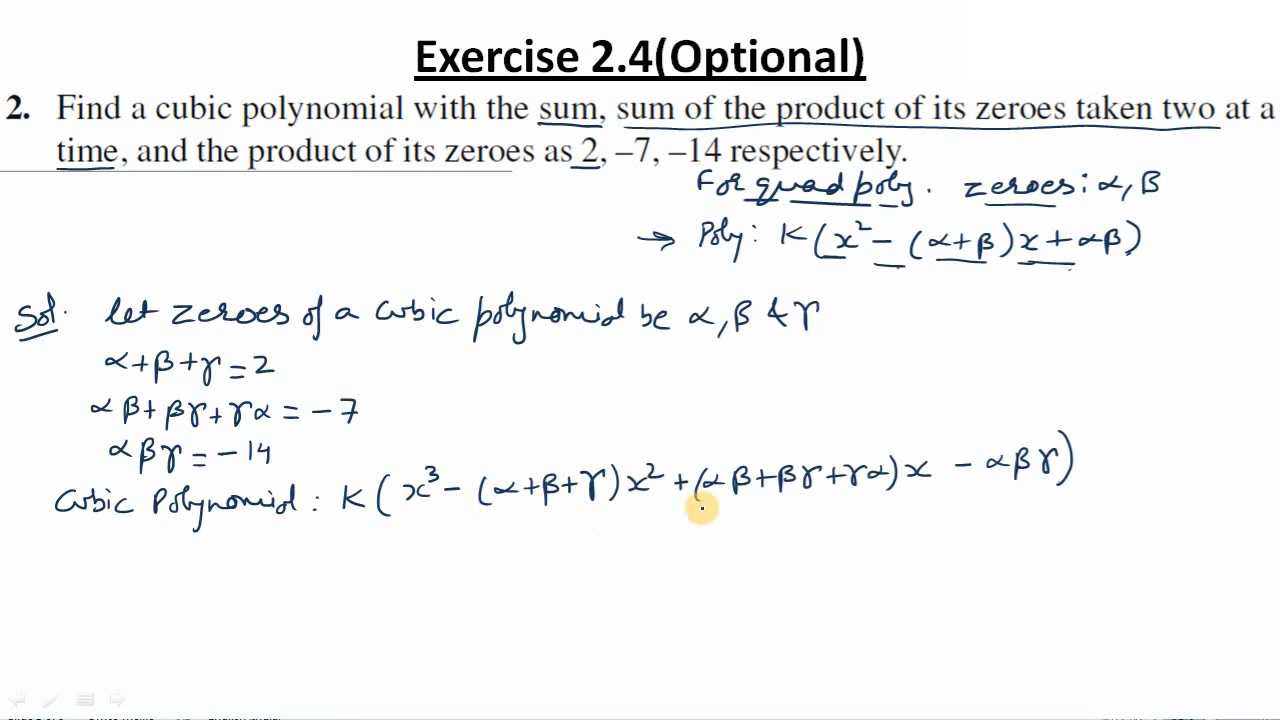 Exercise 2.4(Optional)
2. Find a cubic polynomial with the sum, sum of the product of its zeroes taken two at a
time, and the product of its zeroes as 2, –7, –14 respectively.
For quad poly. zeroes: α, β
→ Poly: K(x² - (α+β)x + αβ)
Sol. let zeroes of a cubic polynomial be α, β & γ
α+β+γ = 2
αβ+βγ+γα = -7
αβγ = -14
Cubic Polynomial : K(x³ - (α+β+γ)x² + (αβ+βγ+γα)x - αβγ)